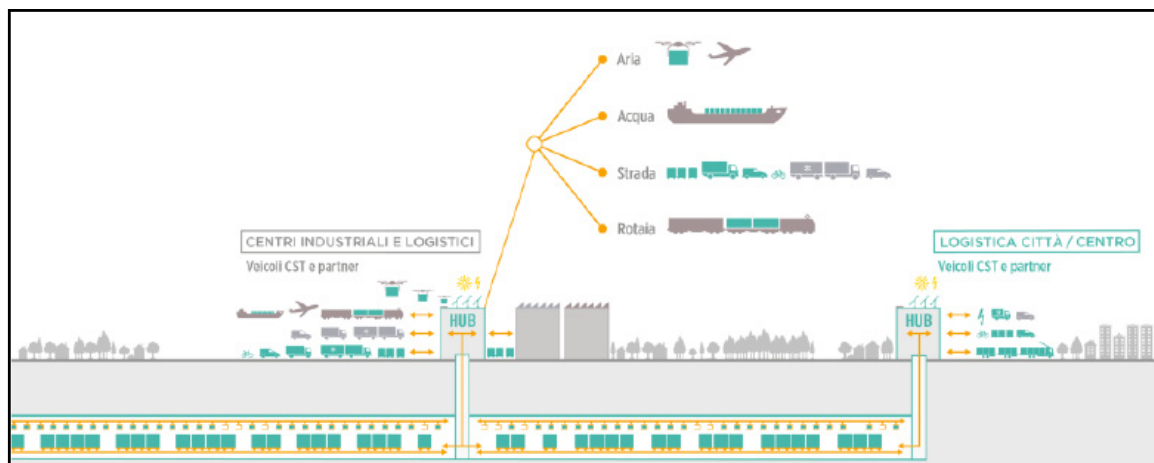 Aria
Acqua
Strada
Rotaia
CENTRI INDUSTRIALI E LOGISTICI
Veicoli CST e partner
LOGISTICA CITTÀ / CENTRO
Veicoli CST e partner
HUB
HUB